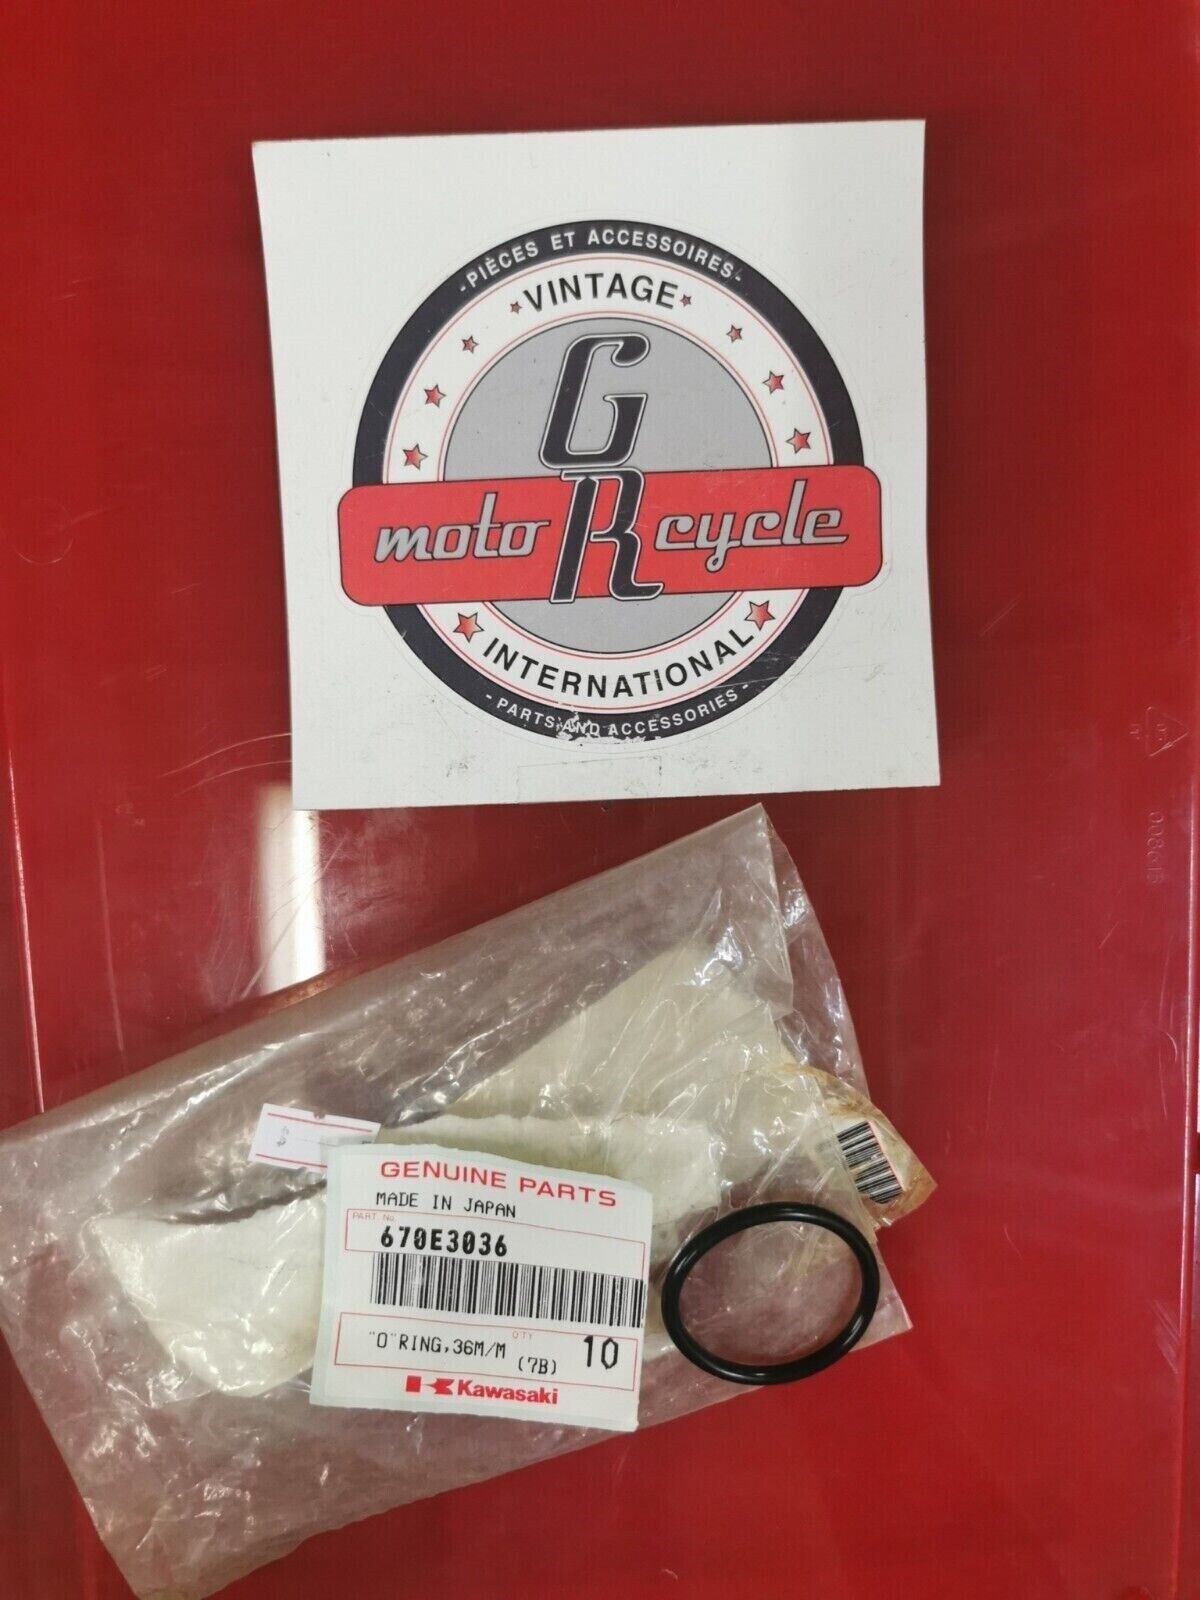 - PIÈCES ET ACCESSOIRES -
VINTAGE
GR
moto cycle
INTERNATIONAL
- PARTS AND ACCESSORIES -
GENUINE PARTS
MADE IN JAPAN
PART No.
670E3036
"O"RING,36M/M
QTY
(7B)
10
Kawasaki